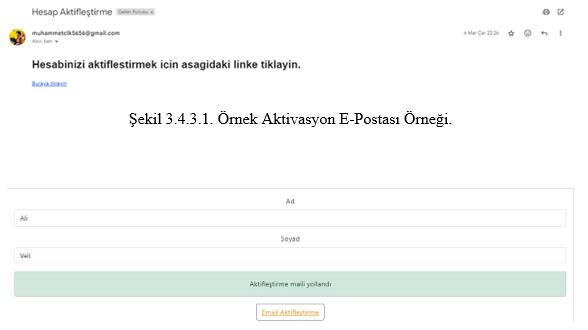 Hesap Aktifleştirme Gelen Kutusu x
muhammetclk5656@gmail.com 6 Mar Çar 22:26
Alıcı: ben
Hesabinizi aktiflestirmek icin asagidaki linke tiklayin.
Buraya tıklayın
Şekil 3.4.3.1. Örnek Aktivasyon E-Postası Örneği.
Ad
Ali
Soyad
Veli
Aktifleştirme maili yollandı
Email Aktifleştirme